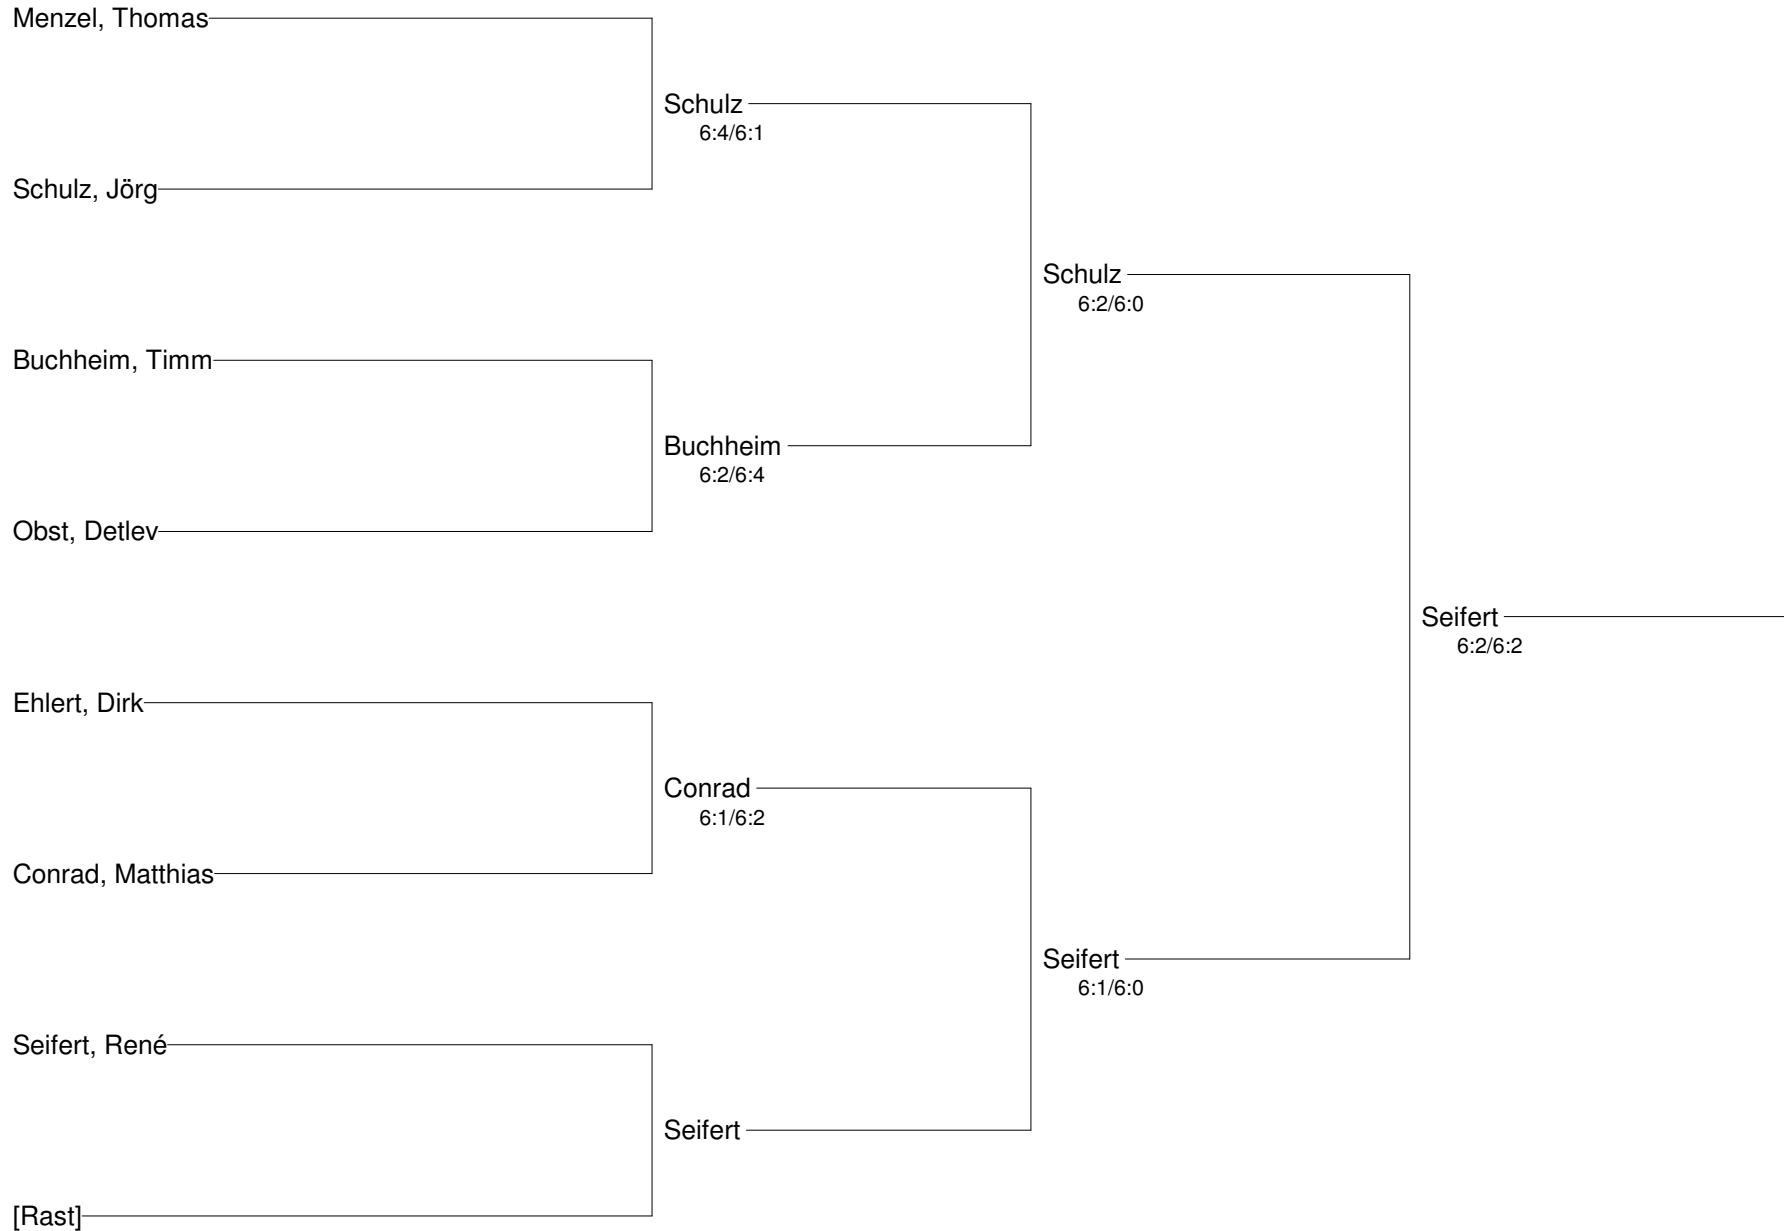 Menzel, Thomas
Schulz
6:4/6:1
Schulz, Jörg
Schulz
6:2/6:0
Buchheim, Timm
Buchheim
6:2/6:4
Obst, Detlev
Seifert
6:2/6:2
Ehlert, Dirk
Conrad
6:1/6:2
Conrad, Matthias
Seifert
6:1/6:0
Seifert, René
Seifert
[Rast]